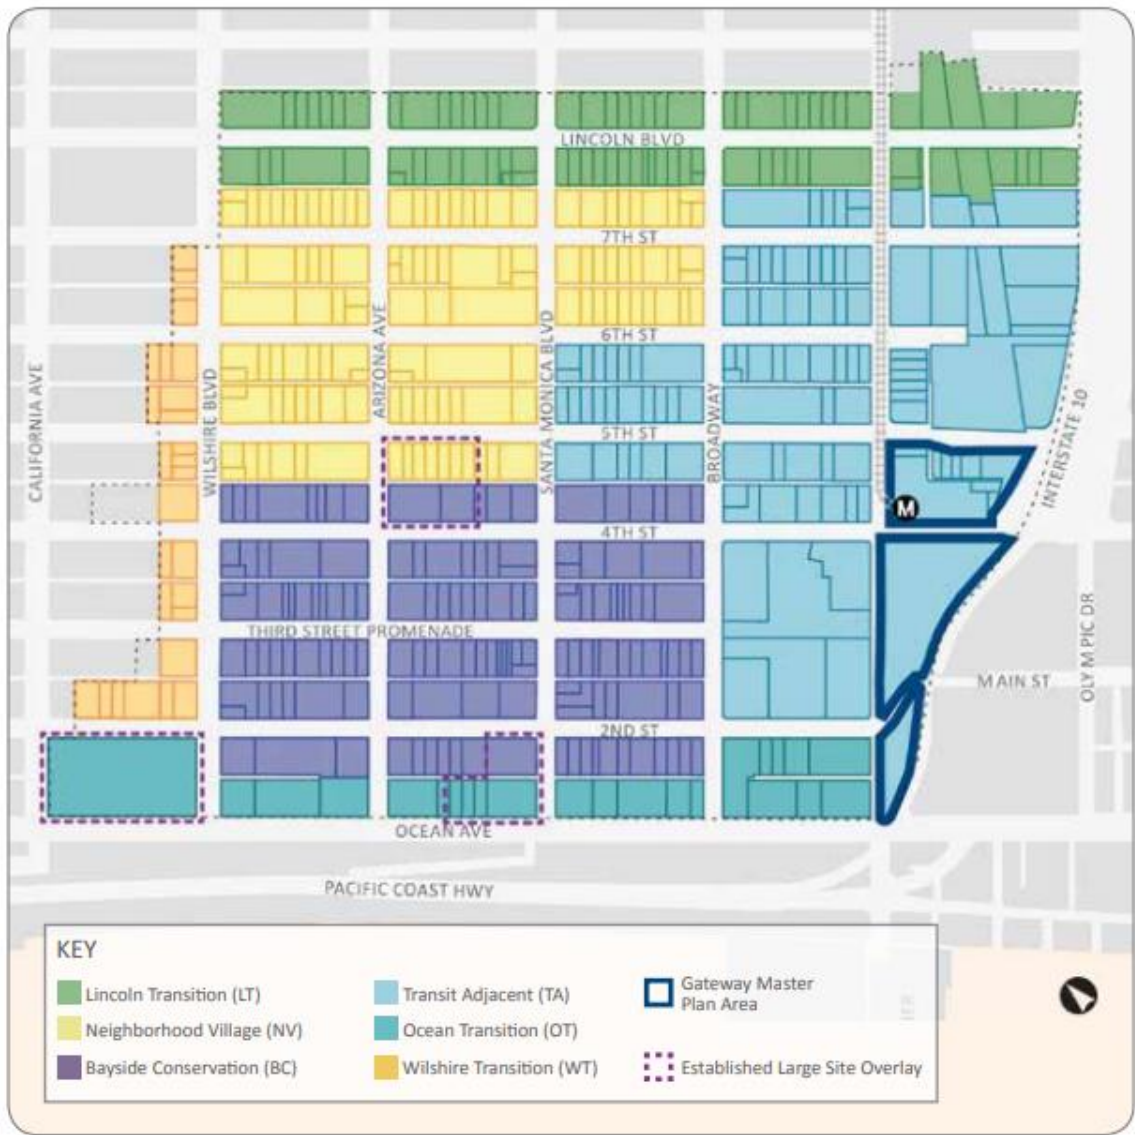 LINCOLN BLVD
7TH ST
6TH ST
5TH ST
4TH ST
THIRD STREET PROMENADE
2ND ST
OCEAN AVE
PACIFIC COAST HWY
CALIFORNIA AVE
WILSHIRE BLVD
ARIZONA AVE
SANTA MONICA BLVD
BROADWAY
M
INTERSTATE 10
OLYMPIC DR
MAIN ST
KEY
Lincoln Transition (LT)
Neighborhood Village (NV)
Bayside Conservation (BC)
Transit Adjacent (TA)
Ocean Transition (OT)
Wilshire Transition (WT)
Gateway Master
Plan Area
Established Large Site Overlay